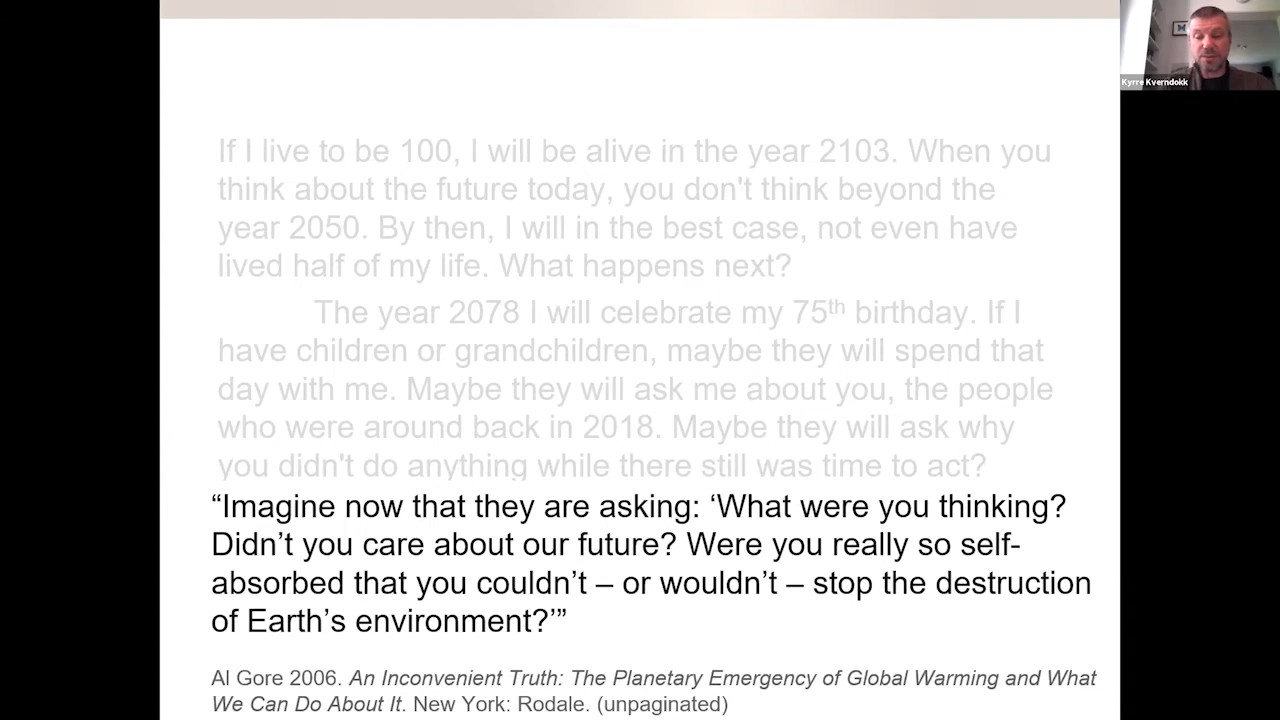 Kyrre Kverndokk
If I live to be 100, I will be alive in the year 2103. When you
think about the future today, you don't think beyond the
year 2050. By then, I will in the best case, not even have
lived half of my life. What happens next?
The year 2078 I will celebrate my 75th birthday. If I
have children or grandchildren, maybe they will spend that
day with me. Maybe they will ask me about you, the people
who were around back in 2018. Maybe they will ask why
you didn't do anything while there still was time to act?
“Imagine now that they are asking: ‘What were you thinking?
Didn’t you care about our future? Were you really so self-
absorbed that you couldn’t – or wouldn’t – stop the destruction
of Earth’s environment?’”
Al Gore 2006. An Inconvenient Truth: The Planetary Emergency of Global Warming and What
We Can Do About It. New York: Rodale. (unpaginated)